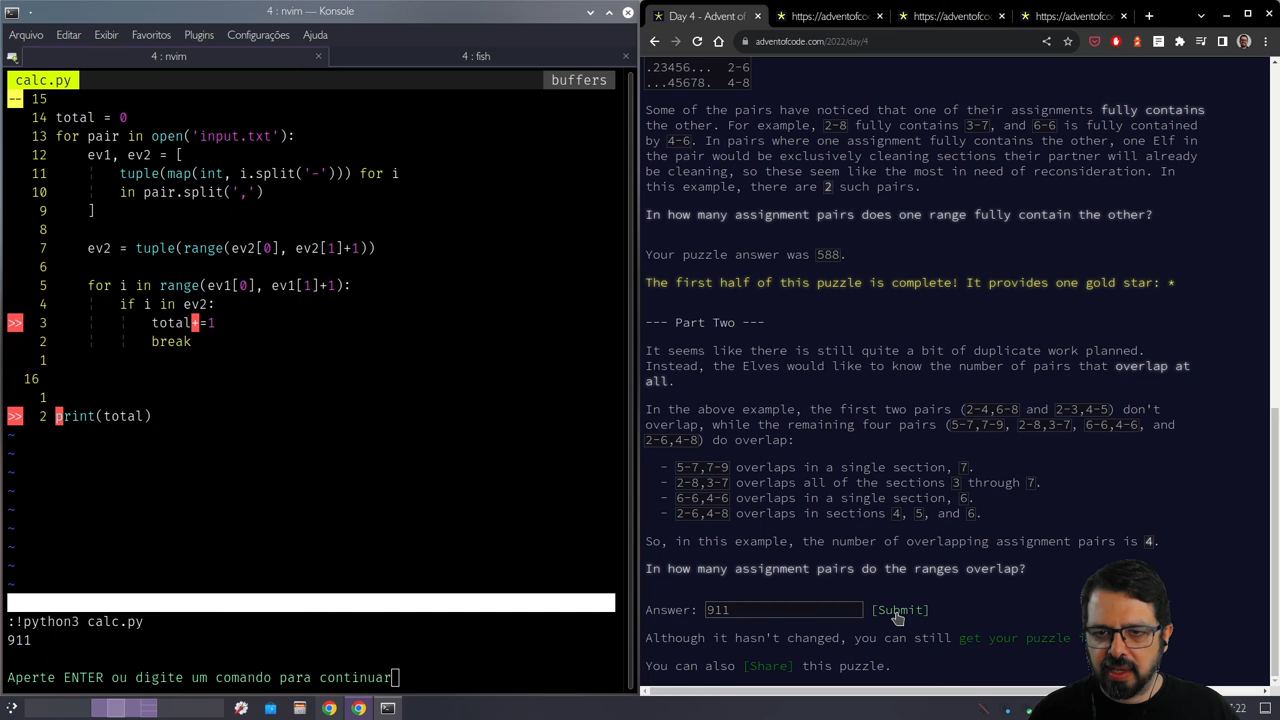 4 : nvim — Konsole
Arquivo Editar Exibir Favoritos Plugins Configurações Ajuda
4 : nvim
4 : fish
calc.py
buffers
-- 15
14 total = 0
13 for pair in open('input.txt'):
12 ev1, ev2 = [
11 tuple(map(int, i.split('-'))) for i
10 in pair.split(',')
9 ]
8
7 ev2 = tuple(range(ev2[0], ev2[1]+1))
6
5 for i in range(ev1[0], ev1[1]+1):
4 if i in ev2:
>> 3 total+=1
2 break
1
16
1
>> 2 print(total)
~
~
~
~
~
~
~
~
~
:!python3 calc.py
911
Aperte ENTER ou digite um comando para continuar
Day 4 - Advent of
https://adventofc
https://adventofc
https://adventofc
adventofcode.com/2022/day/4
.23456... 2-6
...45678. 4-8
Some of the pairs have noticed that one of their assignments fully contains
the other. For example, 2-8 fully contains 3-7, and 6-6 is fully contained
by 4-6. In pairs where one assignment fully contains the other, one Elf in
the pair would be exclusively cleaning sections their partner will already
be cleaning, so these seem like the most in need of reconsideration. In
this example, there are 2 such pairs.
In how many assignment pairs does one range fully contain the other?
Your puzzle answer was 588.
The first half of this puzzle is complete! It provides one gold star: *
--- Part Two ---
It seems like there is still quite a bit of duplicate work planned.
Instead, the Elves would like to know the number of pairs that overlap at
all.
In the above example, the first two pairs (2-4,6-8 and 2-3,4-5) don't
overlap, while the remaining four pairs (5-7,7-9, 2-8,3-7, 6-6,4-6, and
2-6,4-8) do overlap:
- 5-7,7-9 overlaps in a single section, 7.
- 2-8,3-7 overlaps all of the sections 3 through 7.
- 6-6,4-6 overlaps in a single section, 6.
- 2-6,4-8 overlaps in sections 4, 5, and 6.
So, in this example, the number of overlapping assignment pairs is 4.
In how many assignment pairs do the ranges overlap?
Answer: 911 [Submit]
Although it hasn't changed, you can still get your puzzle
You can also [Share] this puzzle.